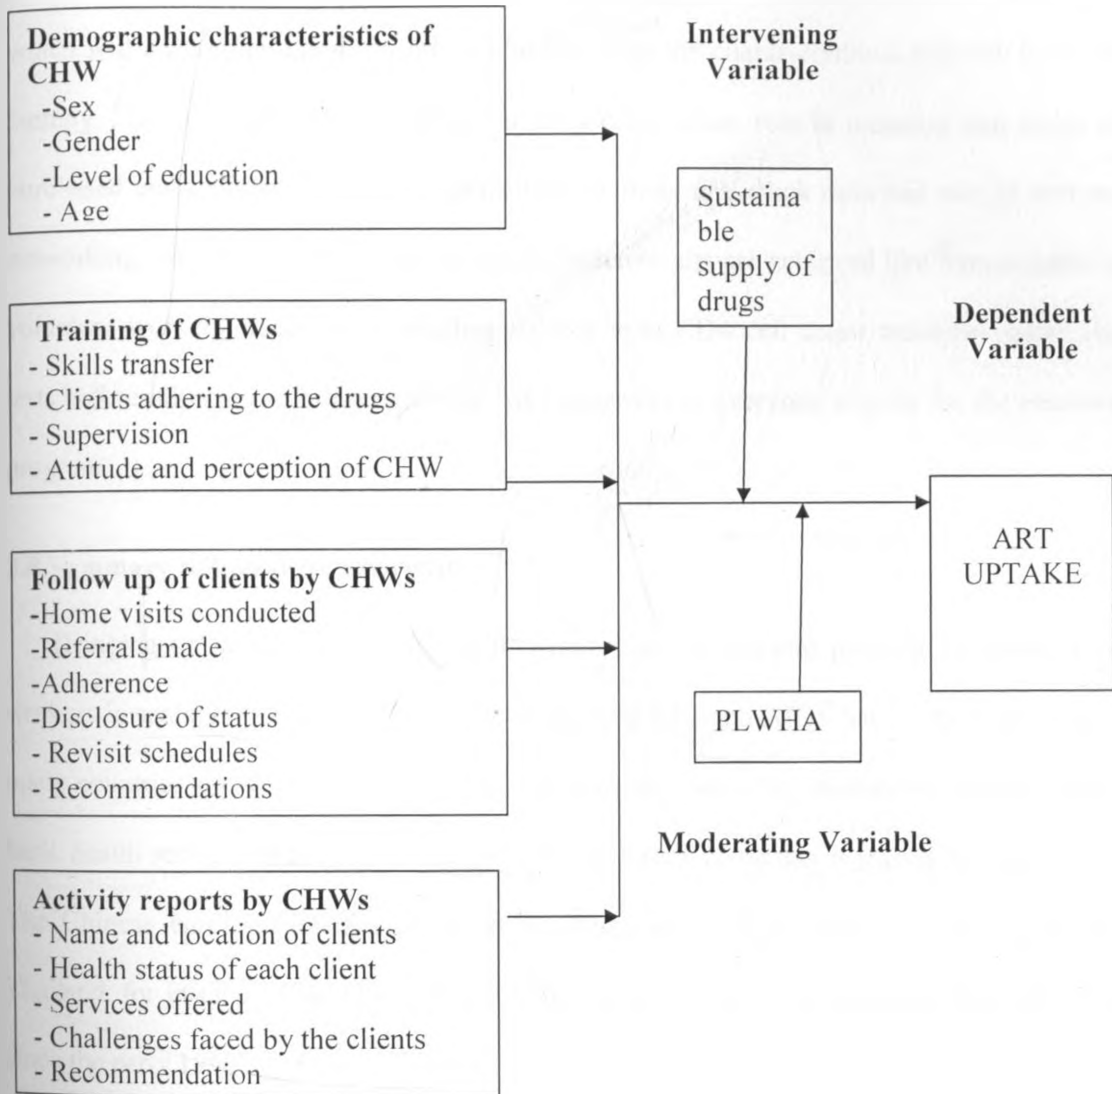 Demographic characteristics of
CHW
-Sex
-Gender
-Level of education
- Age
Training of CHWs
- Skills transfer
- Clients adhering to the drugs
- Supervision
- Attitude and perception of CHW
Follow up of clients by CHWs
-Home visits conducted
-Referrals made
-Adherence
-Disclosure of status
- Revisit schedules
- Recommendations
Activity reports by CHWs
- Name and location of clients
- Health status of each client
- Services offered
- Challenges faced by the clients
- Recommendation
Intervening
Variable
Sustaina
ble
supply of
drugs
PLWHA
Moderating Variable
Dependent
Variable
ART
UPTAKE